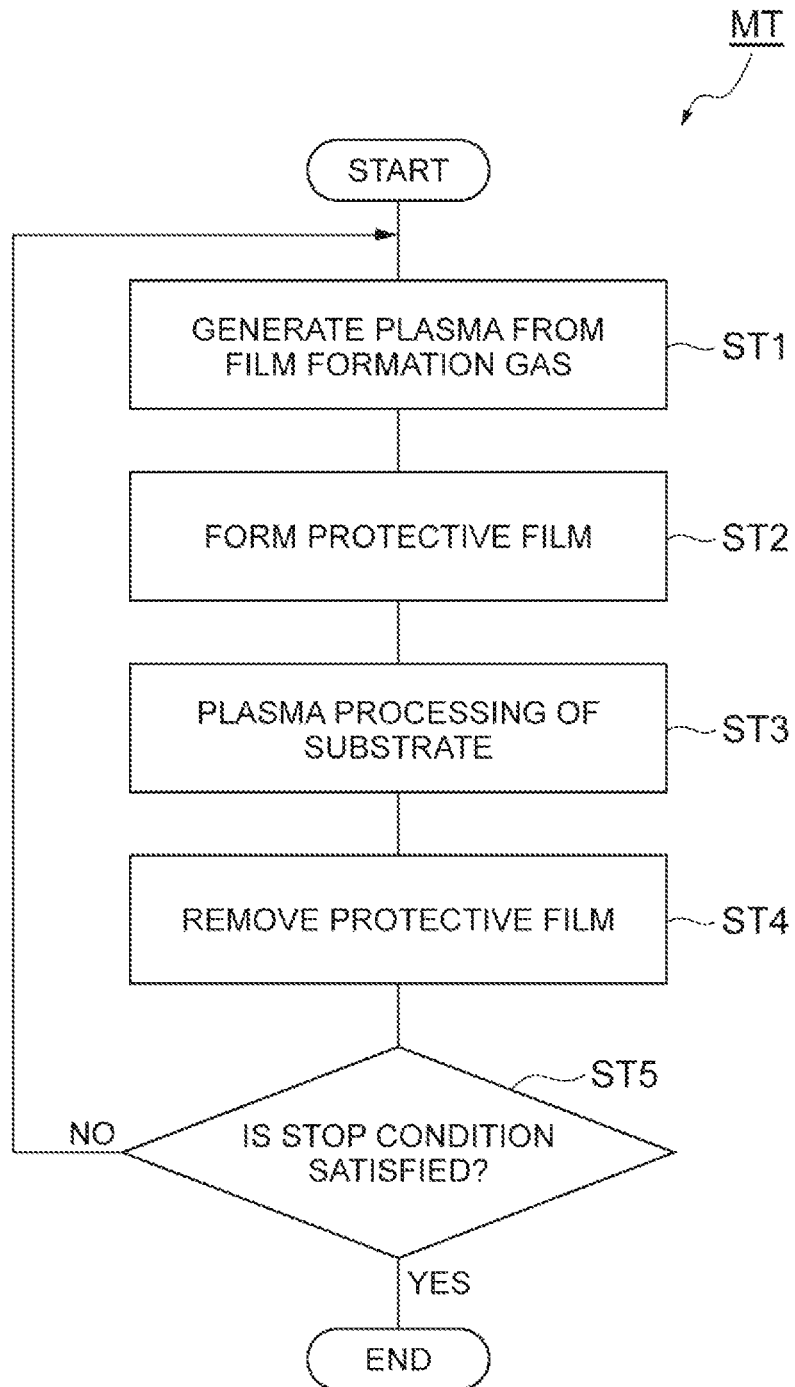 MT
START
GENERATE PLASMA FROM
FILM FORMATION GAS
ST1
FORM PROTECTIVE FILM
ST2
PLASMA PROCESSING OF
SUBSTRATE
ST3
REMOVE PROTECTIVE FILM
ST4
ST5
NO
IS STOP CONDITION
SATISFIED?
YES
END